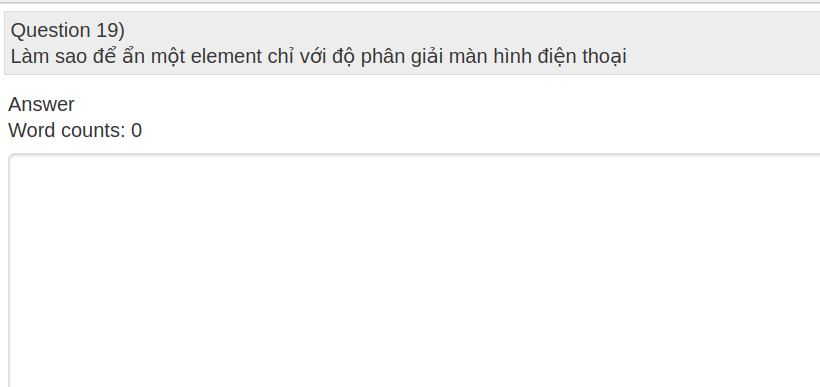 Question 19)
Làm sao để ẩn một element chỉ với độ phân giải màn hình điện thoại
Answer
Word counts: 0